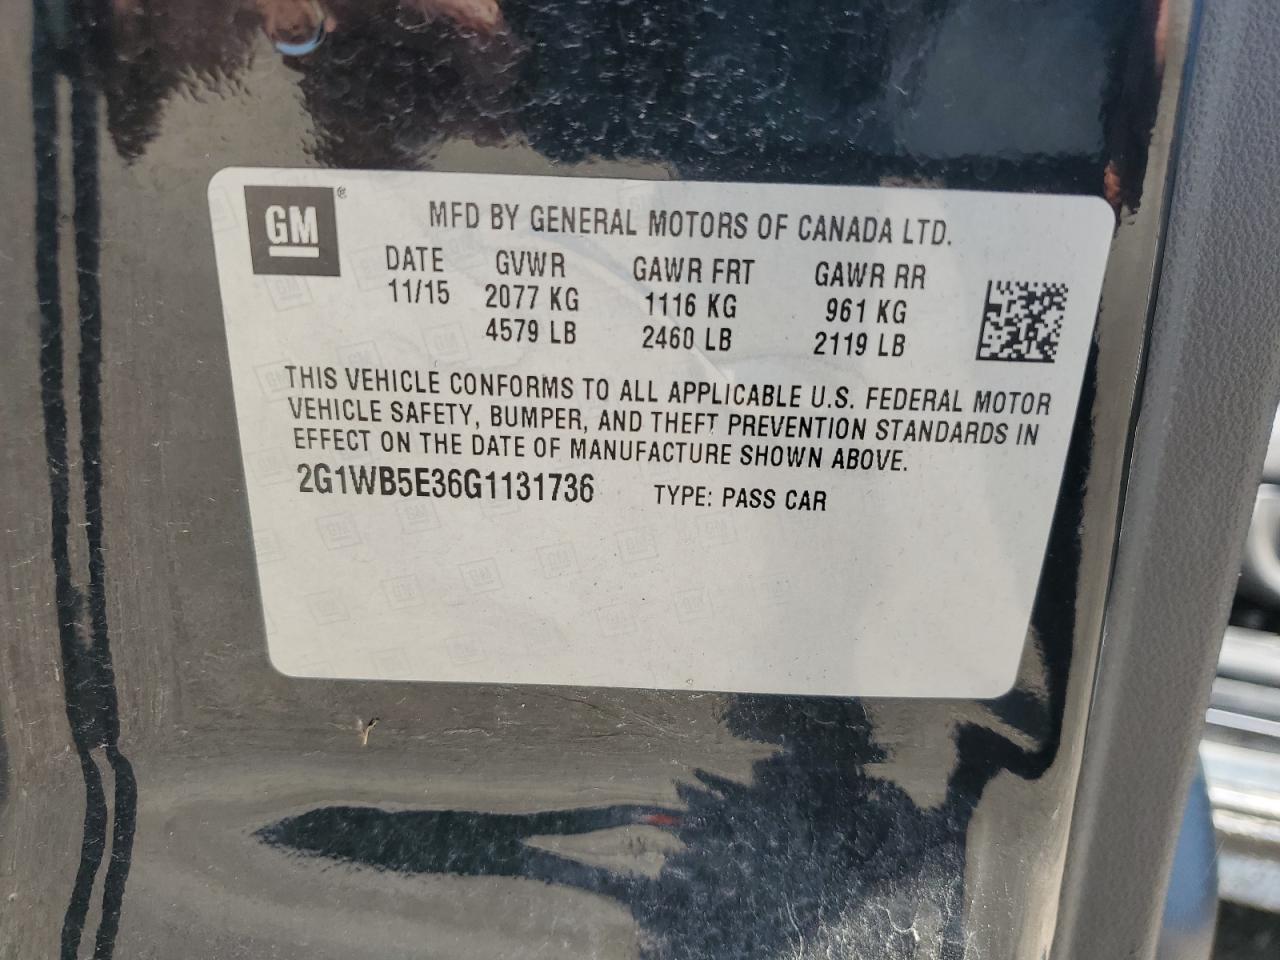 GM ®
MFD BY GENERAL MOTORS OF CANADA LTD.
DATE GVWR GAWR FRT GAWR RR
11/15 2077 KG 1116 KG 961 KG
4579 LB 2460 LB 2119 LB
THIS VEHICLE CONFORMS TO ALL APPLICABLE U.S. FEDERAL MOTOR
VEHICLE SAFETY, BUMPER, AND THEFT PREVENTION STANDARDS IN
EFFECT ON THE DATE OF MANUFACTURE SHOWN ABOVE.
2G1WB5E36G1131736 TYPE: PASS CAR